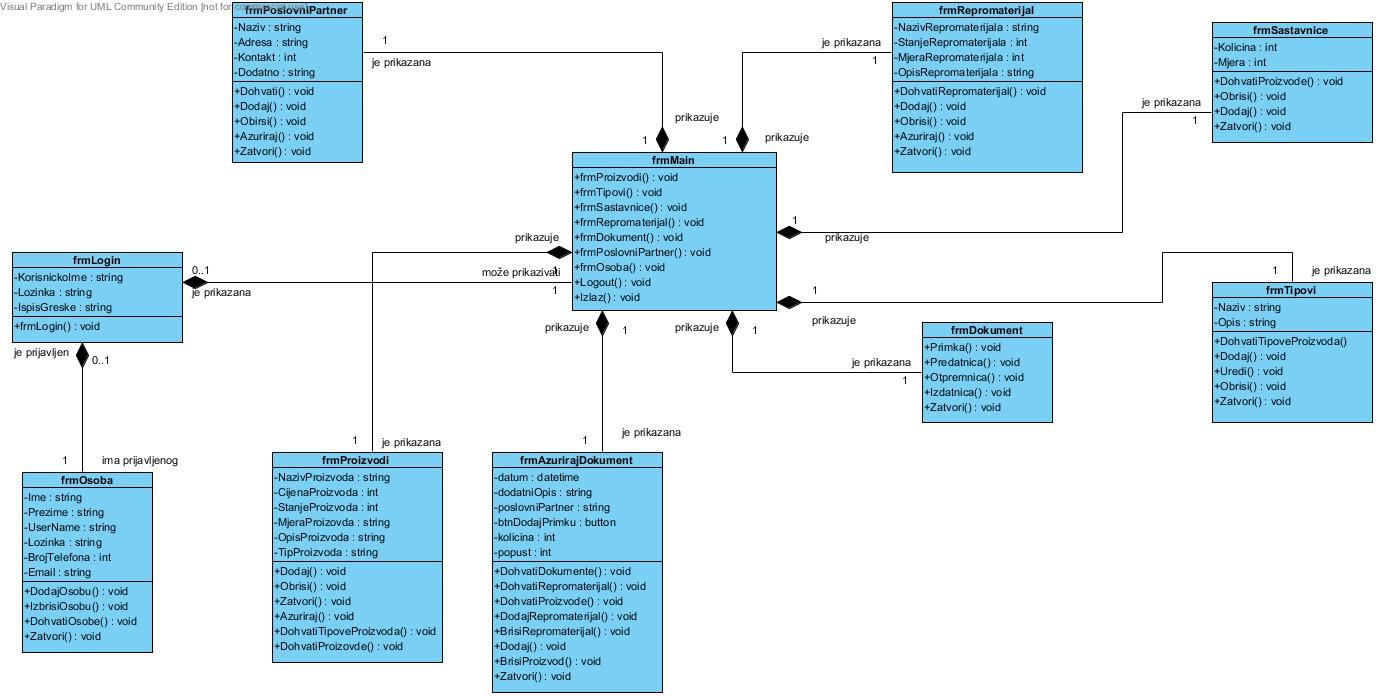 Visual Paradigm for UML Community Edition [not for
frmPoslovniPartner
-Naziv : string
-Adresa : string
-Kontakt : int
-Dodatno : string
+Dohvati() : void
+Dodaj() : void
+Obirsi() : void
+Azuriraj() : void
+Zatvori() : void
1
je prikazana
prikazuje
1
frmRepromaterijal
-NazivRepromaterijala : string
-StanjeRepromaterijala : int
-MjeraRepromaterijala : int
-OpisRepromaterijala : string
+DohvatiRepromaterijal() : void
+Dodaj() : void
+Obrisi() : void
+Azuriraj() : void
+Zatvori() : void
je prikazana
1
1
prikazuje
frmSastavnice
-Kolicina : int
-Mjera : int
+DohvatiProizvode() : void
+Obrisi() : void
+Dodaj() : void
+Zatvori() : void
je prikazana
1
1
prikazuje
frmMain
+frmProizvodi() : void
+frmTipovi() : void
+frmSastavnice() : void
+frmRepromaterijal() : void
+frmDokument() : void
+frmPoslovniPartner() : void
+frmOsoba() : void
+Logout() : void
+Izlaz() : void
prikazuje
1
može prikazivati
1
frmLogin
-KorisnickoIme : string
-Lozinka : string
-IspisGreske : string
+frmLogin() : void
0..1
je prikazana
je prijavljen
0..1
1
ima prijavljenog
frmOsoba
-Ime : string
-Prezime : string
-UserName : string
-Lozinka : string
-BrojTelefona : int
-Email : string
+DodajOsobu() : void
+IzbrisiOsobu() : void
+DohvatiOsobe() : void
+Zatvori() : void
1
je prikazana
frmProizvodi
-NazivProizvoda : string
-CijenaProizvoda : int
-StanjeProizvoda : int
-MjeraProizovda : string
-OpisProizvoda : string
-TipProizvoda : string
+Dodaj() : void
+Obrisi() : void
+Zatvori() : void
+Azuriraj() : void
+DohvatiTipoveProizvoda() : void
+DohvatiProizovde() : void
prikazuje
1
1
je prikazana
frmAzurirajDokument
-datum : datetime
-dodatniOpis : string
-poslovniPartner : string
-btnDodajPrimku : button
-kolicina : int
-popust : int
+DohvatiDokumente() : void
+DohvatiRepromaterijal() : void
+DohvatiProizvode() : void
+DodajRepromaterijal() : void
+BrisiRepromaterijal() : void
+Dodaj() : void
+BrisiProizvod() : void
+Zatvori() : void
prikazuje
1
je prikazana
1
frmDokument
+Primka() : void
+Predatnica() : void
+Otpremnica() : void
+Izdatnica() : void
+Zatvori() : void
1
prikazuje
1
je prikazana
frmTipovi
-Naziv : string
-Opis : string
+DohvatiTipoveProizvoda()
+Dodaj() : void
+Uredi() : void
+Obrisi() : void
+Zatvori() : void